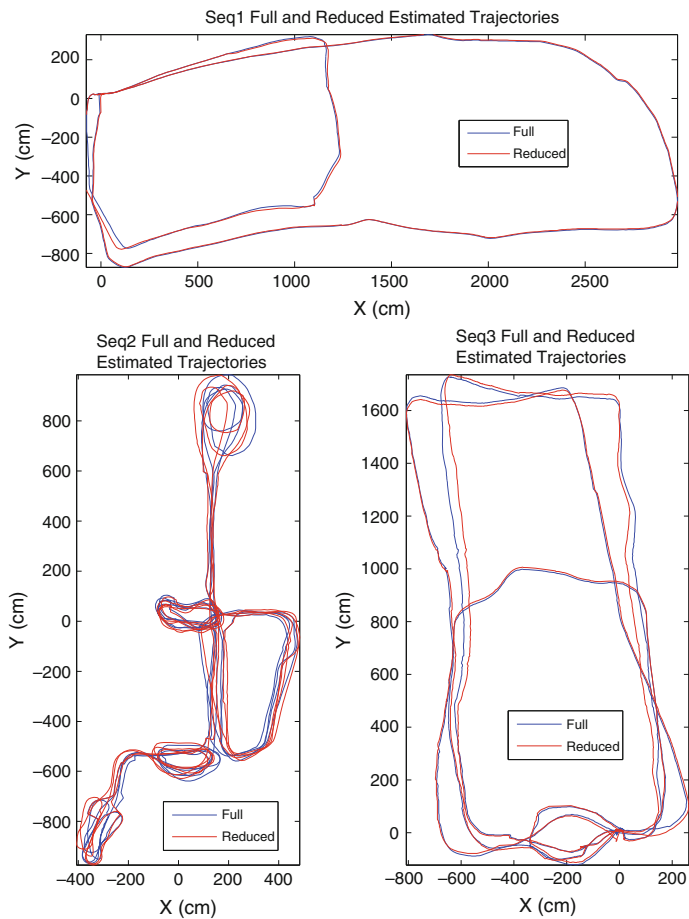 Seq1 Full and Reduced Estimated Trajectories
200
0
−200
−400
−600
−800
Y (cm)
Full
Reduced
0
500
1000
1500
2000
2500
X (cm)
Seq2 Full and Reduced
Estimated Trajectories
800
600
400
200
0
−200
−400
−600
−800
Y (cm)
Full
Reduced
−400
−200
0
200
400
X (cm)
Seq3 Full and Reduced
Estimated Trajectories
1600
1400
1200
1000
800
600
400
200
0
Y (cm)
Full
Reduced
−800
−600
−400
−200
0
200
X (cm)